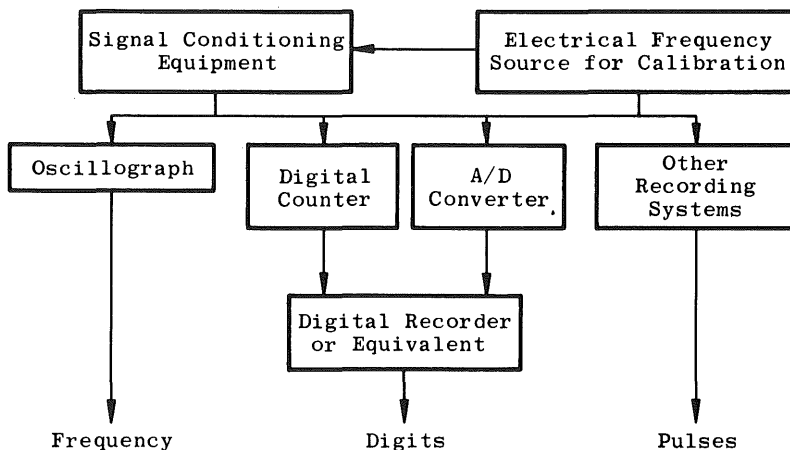 Signal Conditioning
Equipment
Electrical Frequency
Source for Calibration
Oscillograph
Digital
Counter
A/D
Converter
Other
Recording
Systems
Digital Recorder
or Equivalent
Frequency
Digits
Pulses